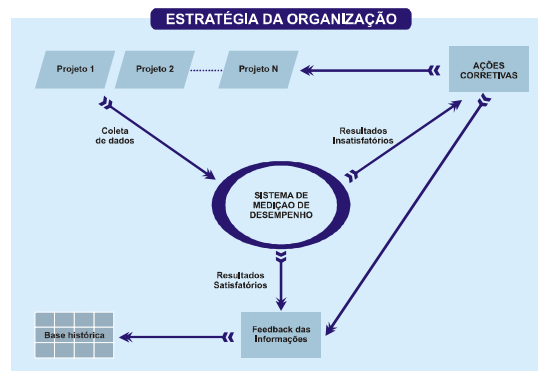 ESTRATÉGIA DA ORGANIZAÇÃO
Projeto 1
Projeto 2
Projeto N
AÇÕES
CORRETIVAS
Coleta
de dados
Resultados
Insatisfatórios
SISTEMA DE
MEDIÇAO DE
DESEMPENHO
Resultados
Satisfatórios
Base histórica
Feedback das
Informações